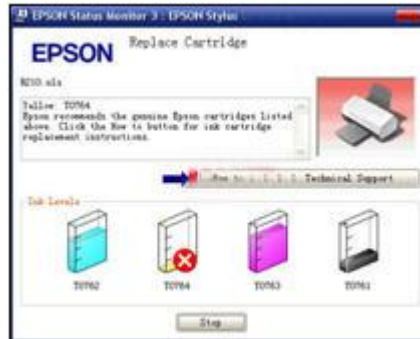 EPSON Status Monitor 3 : EPSON Stylus
EPSON
Replace Cartridge
Yellow: T0764
Epson recommends the genuine Epson cartridges listed
above. Click the How to button for ink cartridge
replacement instructions.
How to
Technical Support
Ink Levels
T0762
T0764
T0763
T0761
Stop